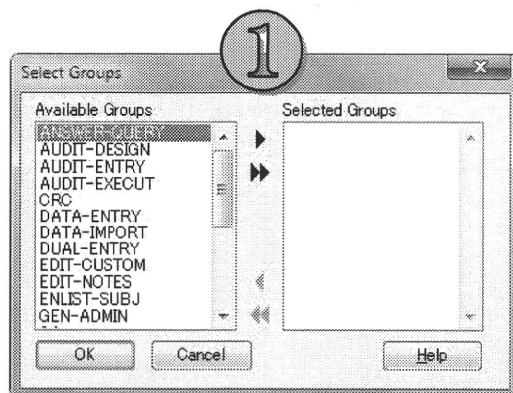 1
Select Groups
Available Groups
Selected Groups
ANSWER-QUERY
AUDIT-DESIGN
AUDIT-ENTRY
AUDIT-EXECUT
CRC
DATA-ENTRY
DATA-IMPORT
DUAL-ENTRY
EDIT-CUSTOM
EDIT-NOTES
ENLIST-SUBJ
GEN-ADMIN
OK
Cancel
Help